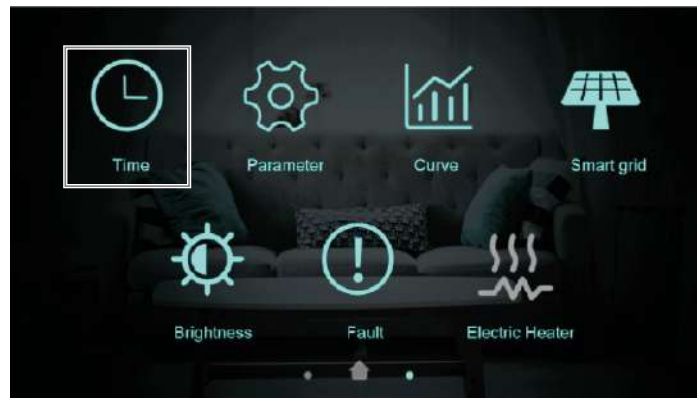 Time
Parameter
Curve
Smart grid
Brightness
Fault
Electric Heater